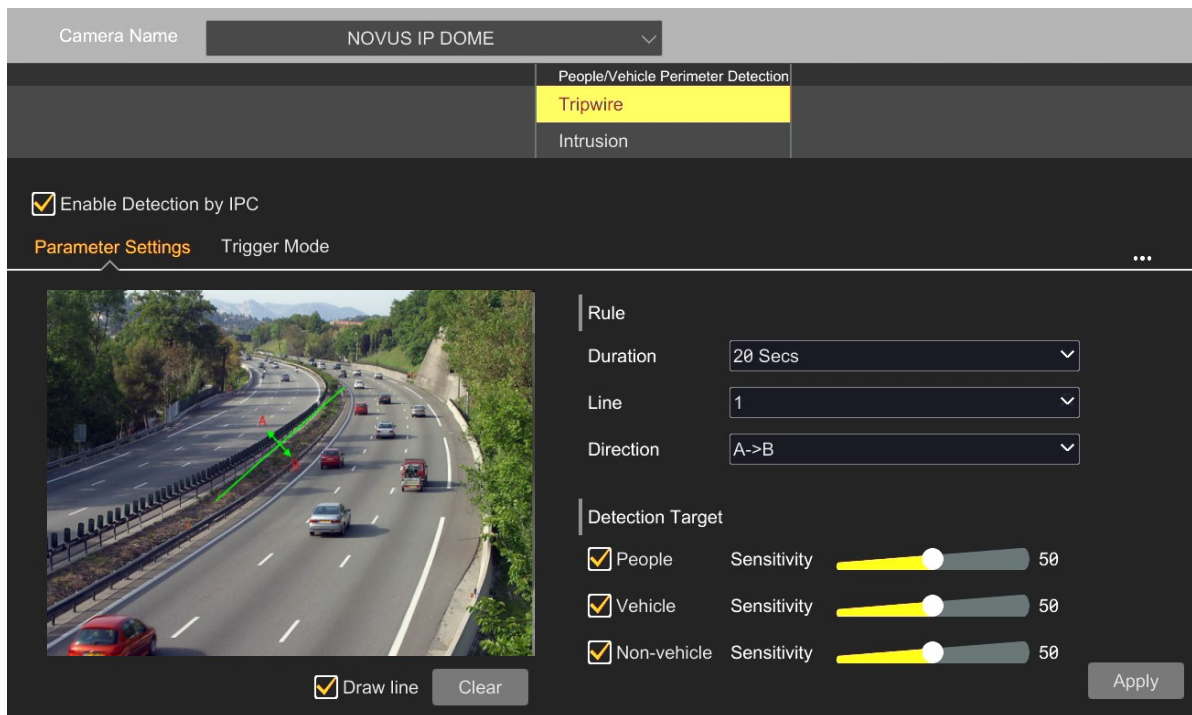 Camera Name NOVUS IP DOME
People/Vehicle Perimeter Detection
Tripwire
Intrusion
Enable Detection by IPC
Parameter Settings Trigger Mode
...
Rule
Duration 20 Secs
Line 1
Direction A->B
A
Detection Target
People Sensitivity 50
Vehicle Sensitivity 50
Non-vehicle Sensitivity 50
Draw line Clear
Apply